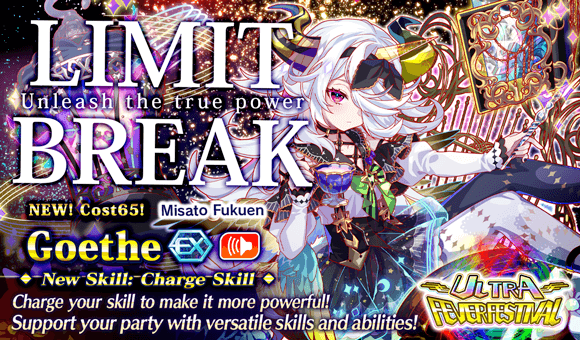 LIMIT
Unleash the true power
BREAK
NEW! Cost65! Misato Fukuen
Goethe EX
New Skill: Charge Skill
Charge your skill to make it more powerful!
Support your party with versatile skills and abilities!
ULTRA
FEVERFESTIVAL